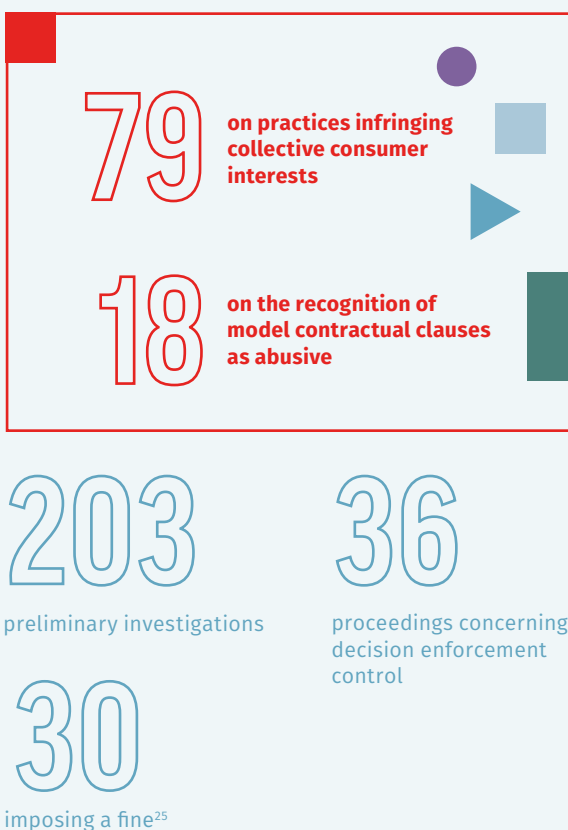 79
on practices infringing
collective consumer
interests
18
on the recognition of
model contractual clauses
as abusive
203
preliminary investigations
36
proceedings concerning
decision enforcement
control
30
imposing a fine²⁵